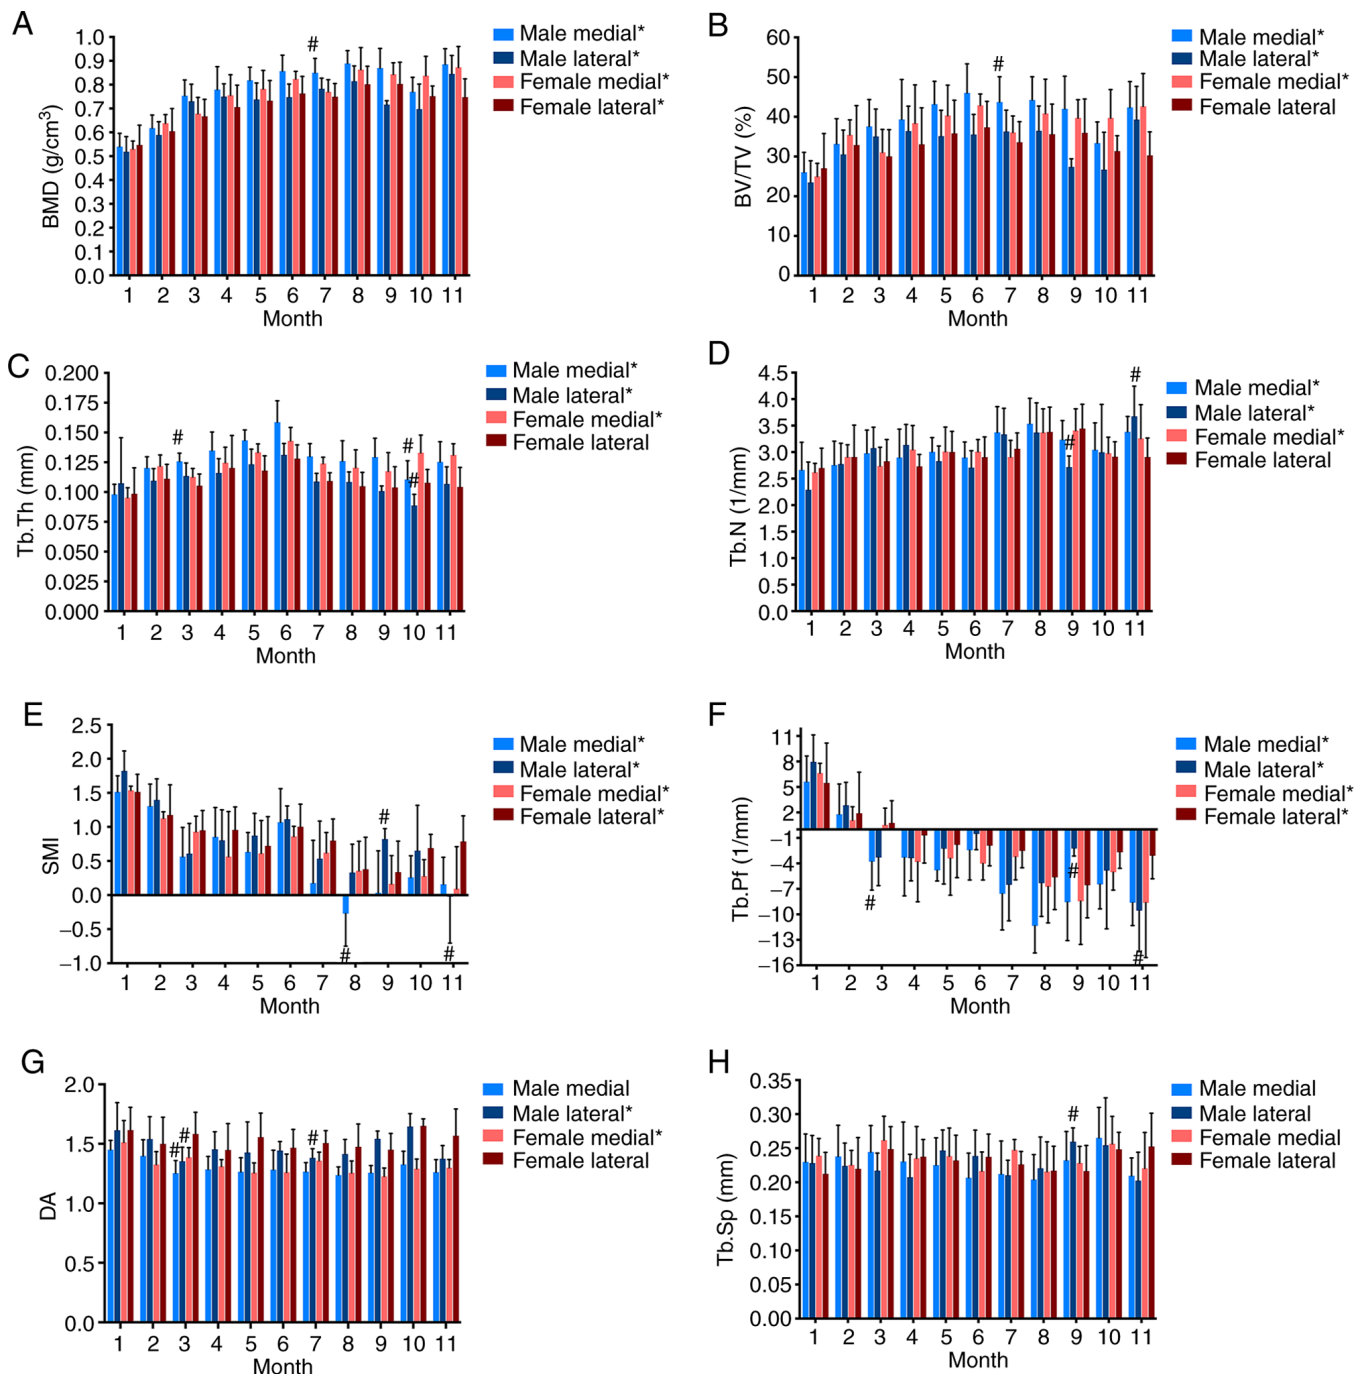 A
BMD (g/cm³)
1.0
0.9
0.8
0.7
0.6
0.5
0.4
0.3
0.2
0.1
0.0
#
1 2 3 4 5 6 7 8 9 10 11
Month
Male medial*
Male lateral*
Female medial*
Female lateral*
B
BV/TV (%)
60
50
40
30
20
10
0
#
1 2 3 4 5 6 7 8 9 10 11
Month
Male medial*
Male lateral*
Female medial*
Female lateral
C
Tb.Th (mm)
0.200
0.175
0.150
0.125
0.100
0.075
0.050
0.025
0.000
# # #
1 2 3 4 5 6 7 8 9 10 11
Month
Male medial*
Male lateral*
Female medial*
Female lateral
D
Tb.N (1/mm)
4.5
4.0
3.5
3.0
2.5
2.0
1.5
1.0
0.5
0.0
# #
1 2 3 4 5 6 7 8 9 10 11
Month
Male medial*
Male lateral*
Female medial*
Female lateral
E
SMI
2.5
2.0
1.5
1.0
0.5
0.0
−0.5
−1.0
# # #
1 2 3 4 5 6 7 8 9 10 11
Month
Male medial*
Male lateral*
Female medial*
Female lateral*
F
Tb.Pf (1/mm)
11
8
5
2
−1
−4
−7
−10
−13
−16
# # #
1 2 3 4 5 6 7 8 9 10 11
Month
Male medial*
Male lateral*
Female medial*
Female lateral*
G
DA
2.0
1.5
1.0
0.5
0.0
# # #
1 2 3 4 5 6 7 8 9 10 11
Month
Male medial
Male lateral*
Female medial*
Female lateral
H
Tb.Sp (mm)
0.35
0.30
0.25
0.20
0.15
0.10
0.05
0.00
#
1 2 3 4 5 6 7 8 9 10 11
Month
Male medial
Male lateral
Female medial
Female lateral